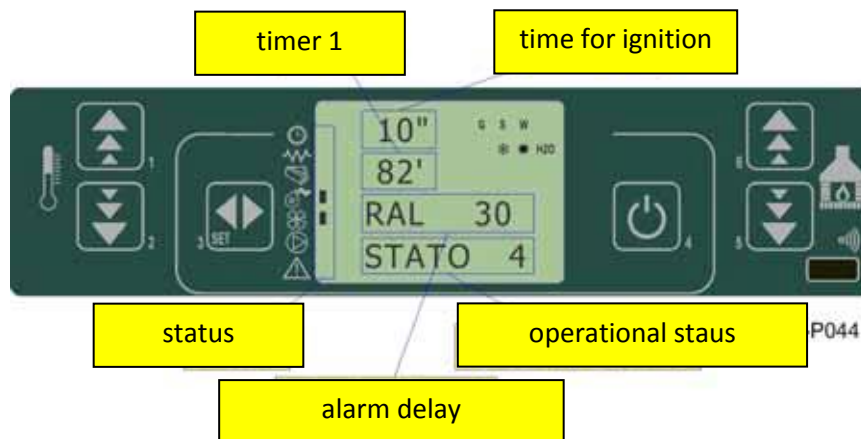 timer 1
time for ignition
10"
G S W
82'
H2O
RAL 30
STATO 4
1
2
3 SET
4
6
5
status
operational staus
P044
alarm delay